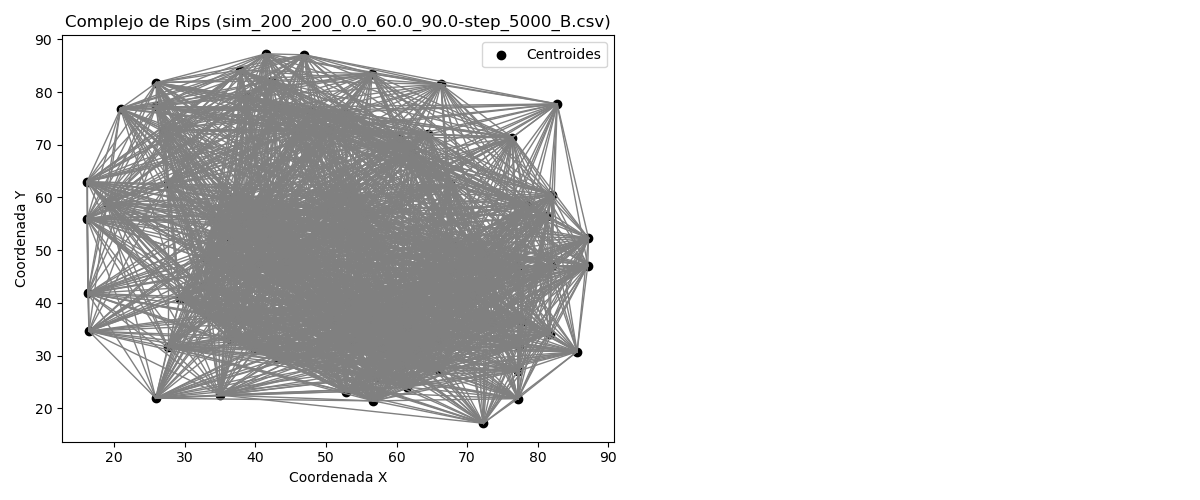 Complejo de Rips (sim_200_200_0.0_60.0_90.0-step_5000_B.csv)
Centroides
90
80
70
60
50
40
30
20
Coordenada Y
20 30 40 50 60 70 80 90
Coordenada X